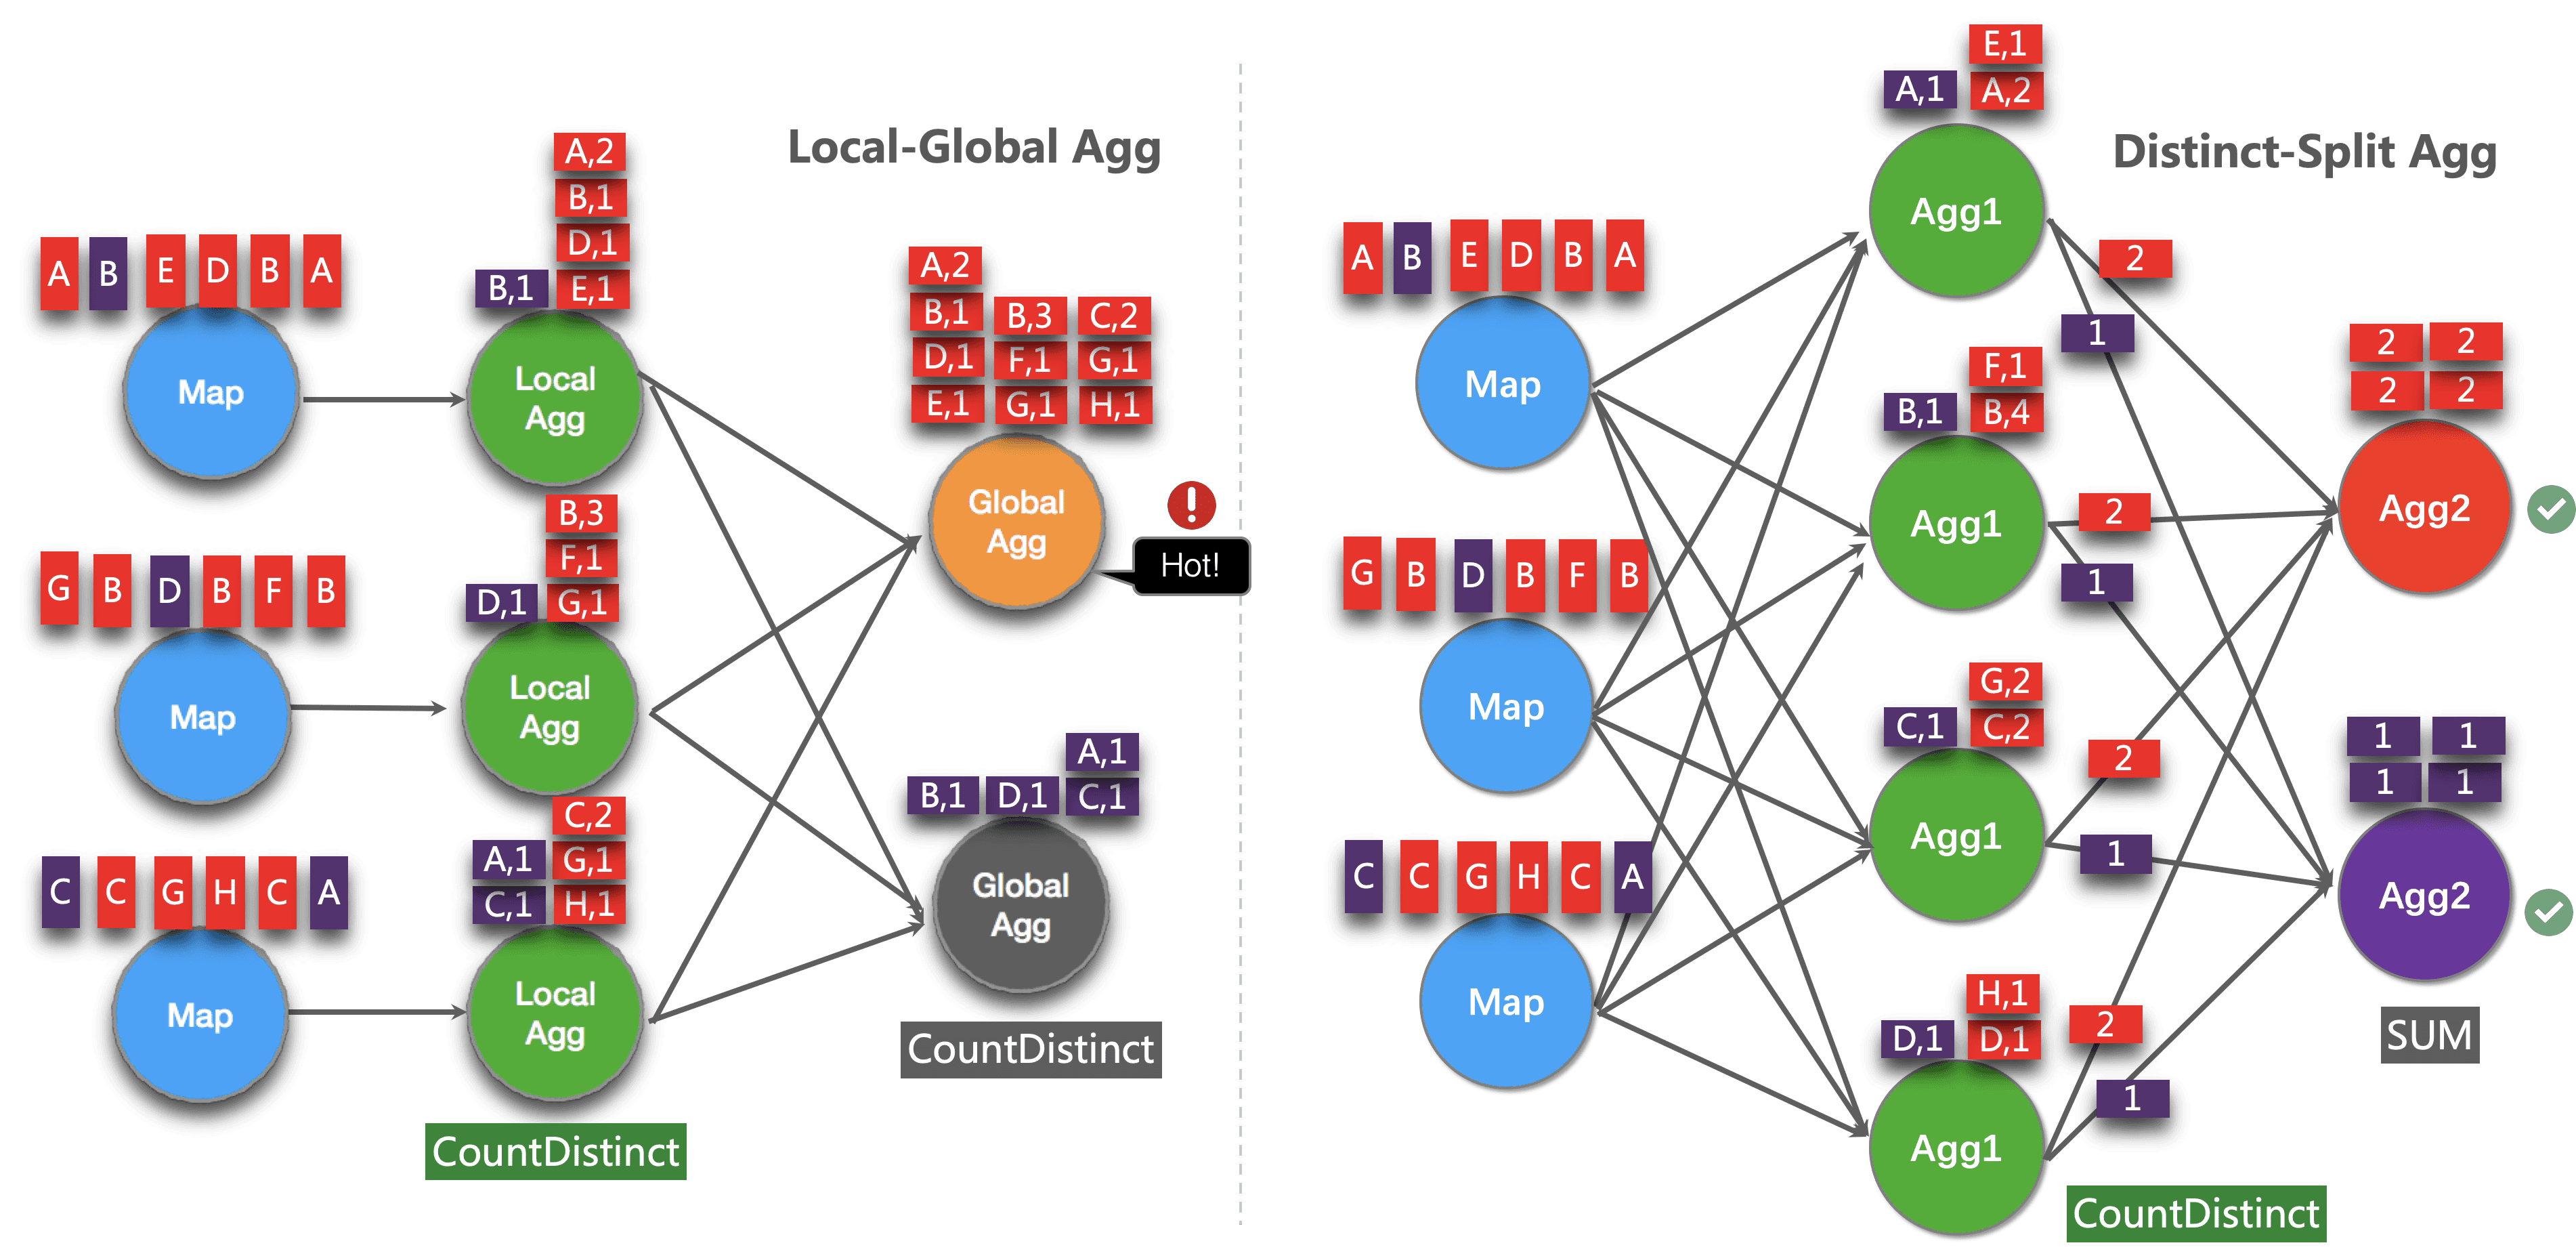 Local-Global Agg
A B E D B A
Map
A,2
B,1
D,1
B,1 E,1
Local
Agg
G B D B F B
Map
B,3
F,1
D,1 G,1
Local
Agg
C C G H C A
Map
C,2
A,1 G,1
C,1 H,1
Local
Agg
CountDistinct
A,2
B,1 B,3 C,2
D,1 F,1 G,1
E,1 G,1 H,1
Global
Agg
Hot!
A,1
B,1 D,1 C,1
Global
Agg
CountDistinct
Distinct-Split Agg
A B E D B A
Map
G B D B F B
Map
C C G H C A
Map
E,1
A,1 A,2
Agg1
2
1
F,1
B,1 B,4
Agg1
2
1
G,2
C,1 C,2
Agg1
2
1
H,1
D,1 D,1
Agg1
2
1
CountDistinct
2 2
2 2
Agg2
1 1
1 1
Agg2
SUM